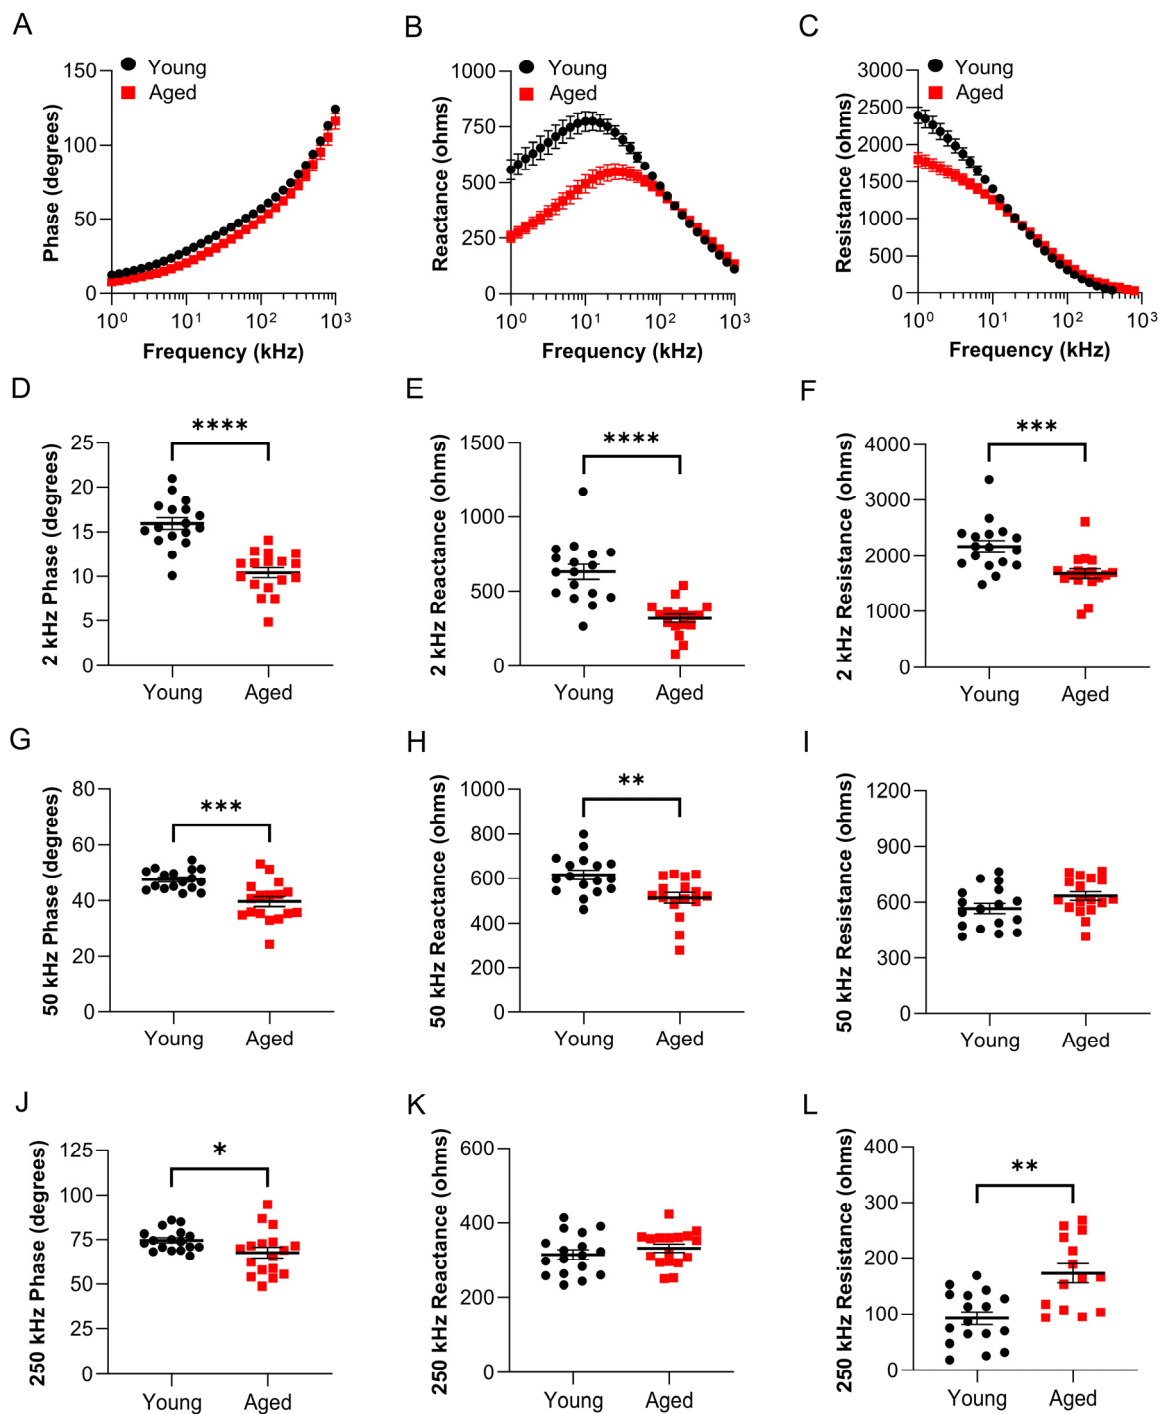 A
Young
Aged
Phase (degrees)
150
100
50
0
10⁰
10¹
10²
10³
Frequency (kHz)
B
Young
Aged
Reactance (ohms)
1000
750
500
250
0
10⁰
10¹
10²
10³
Frequency (kHz)
C
Young
Aged
Resistance (ohms)
3000
2500
2000
1500
1000
500
0
10⁰
10¹
10²
10³
Frequency (kHz)
D
2 kHz Phase (degrees)
25
20
15
10
5
0
****
Young
Aged
E
2 kHz Reactance (ohms)
1500
1000
500
0
****
Young
Aged
F
2 kHz Resistance (ohms)
4000
3000
2000
1000
0
***
Young
Aged
G
50 kHz Phase (degrees)
80
60
40
20
0
***
Young
Aged
H
50 kHz Reactance (ohms)
1000
800
600
400
200
0
**
Young
Aged
I
50 kHz Resistance (ohms)
1200
900
600
300
0
Young
Aged
J
250 kHz Phase (degrees)
125
100
75
50
25
0
*
Young
Aged
K
250 kHz Reactance (ohms)
600
400
200
0
Young
Aged
L
250 kHz Resistance (ohms)
400
300
200
100
0
**
Young
Aged